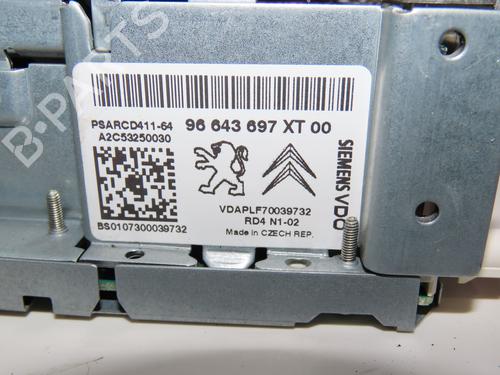 PSARCD411-64
A2C53250030
96 643 697 XT 00
BS0107300039732
VDAPLF70039732
RD4 N1-02
Made in CZECH REP.
SIEMENS VDO
B-PARTS